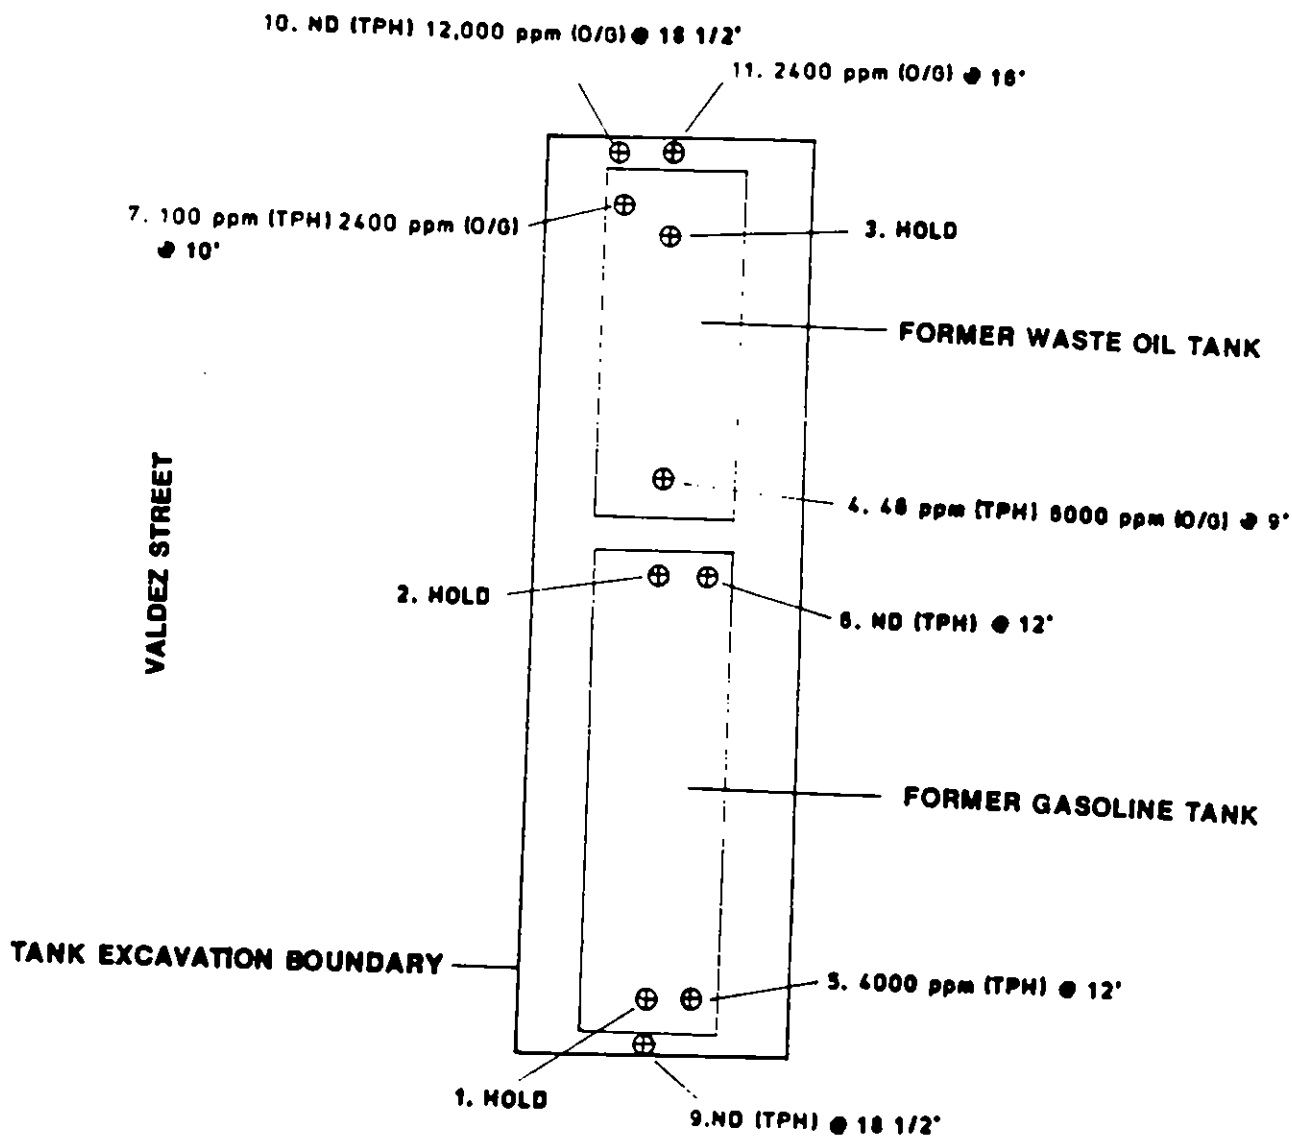 10. ND (TPH) 12,000 ppm (O/G) @ 18 1/2'
11. 2400 ppm (O/G) @ 16'
7. 100 ppm (TPH) 2400 ppm (O/G)
@ 10'
3. HOLD
FORMER WASTE OIL TANK
VALDEZ STREET
4. 48 ppm (TPH) 6000 ppm (O/G) @ 9'
2. HOLD
6. ND (TPH) @ 12'
FORMER GASOLINE TANK
TANK EXCAVATION BOUNDARY
5. 4000 ppm (TPH) @ 12'
1. HOLD
9.ND (TPH) @ 18 1/2'